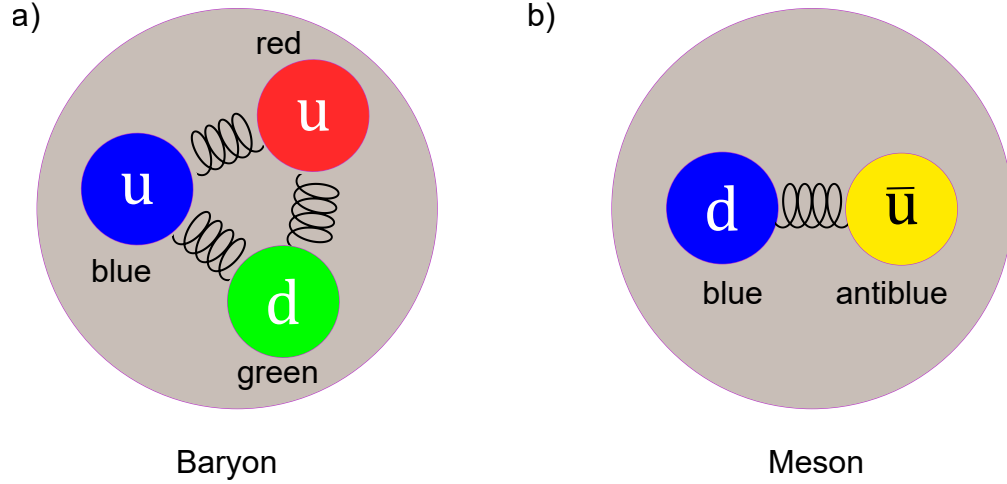 a)
red
u
u
blue
d
green
Baryon
b)
d
ū
blue
antiblue
Meson